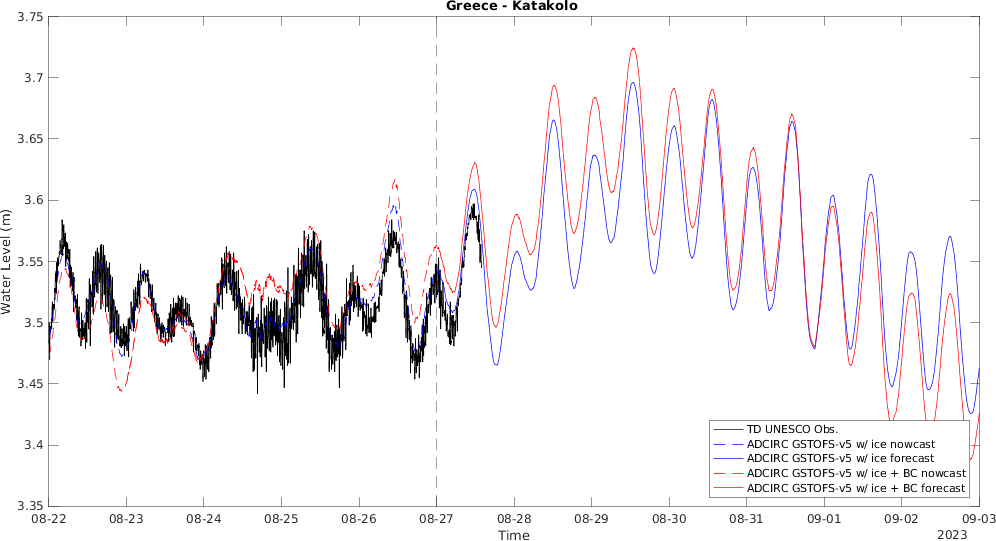 Greece - Katakolo
3.75
3.7
3.65
3.6
3.55
3.5
3.45
3.4
3.35
Water Level (m)
08-22 08-23 08-24 08-25 08-26 08-27 08-28 08-29 08-30 08-31 09-01 09-02 09-03
Time
2023
TD UNESCO Obs.
ADCIRC GSTOFS-v5 w/ ice nowcast
ADCIRC GSTOFS-v5 w/ ice forecast
ADCIRC GSTOFS-v5 w/ ice + BC nowcast
ADCIRC GSTOFS-v5 w/ ice + BC forecast